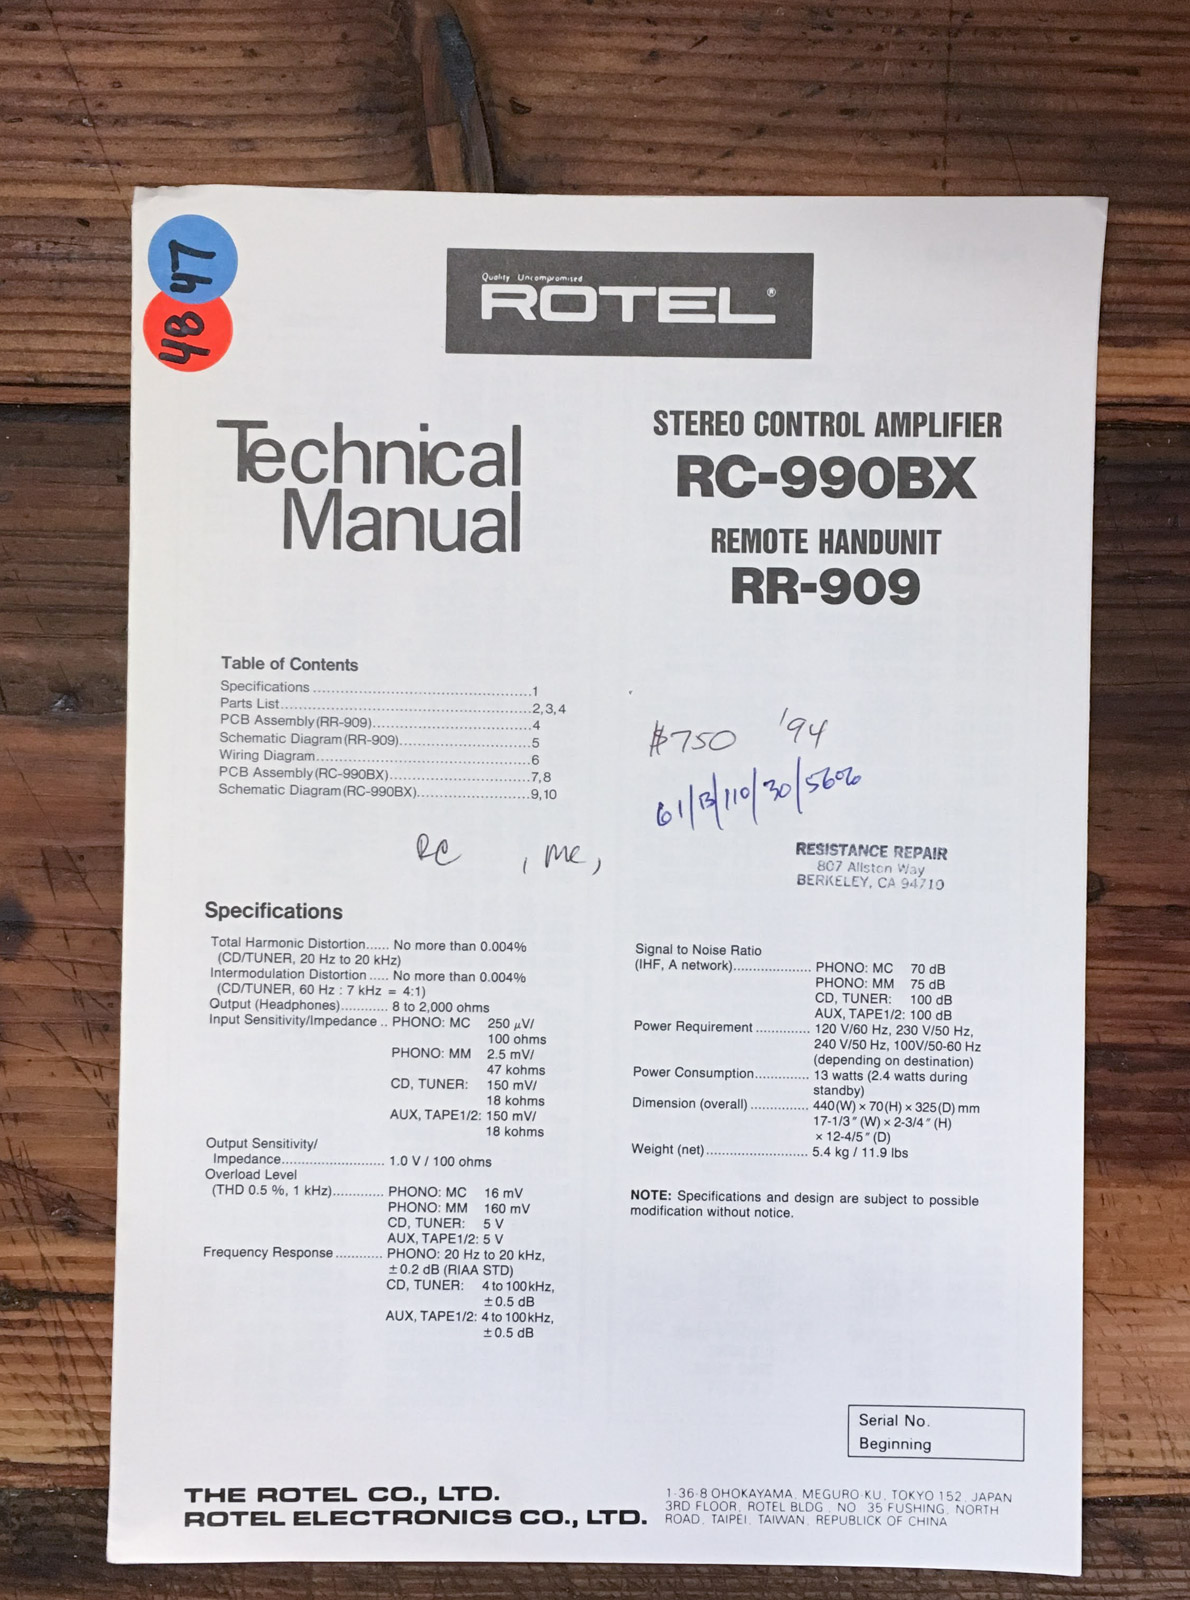 47
48
Quality Uncompromised
ROTEL®
Technical
Manual
STEREO CONTROL AMPLIFIER
RC-990BX
REMOTE HANDUNIT
RR-909
Table of Contents
Specifications ........................................................1
Parts List................................................................2,3,4
PCB Assembly(RR-909)........................................4
Schematic Diagram(RR-909).................................5
Wiring Diagram......................................................6
PCB Assembly(RC-990BX)...................................7,8
Schematic Diagram(RC-990BX)............................9,10
$750 '94
61/B/110/30/5606
RC , MC,
RESISTANCE REPAIR
807 Allston Way
BERKELEY, CA 94710
Specifications
Total Harmonic Distortion...... No more than 0.004%
(CD/TUNER, 20 Hz to 20 kHz)
Intermodulation Distortion ..... No more than 0.004%
(CD/TUNER, 60 Hz : 7 kHz = 4:1)
Output (Headphones)............ 8 to 2,000 ohms
Input Sensitivity/Impedance .. PHONO: MC 250 µV/
100 ohms
PHONO: MM 2.5 mV/
47 kohms
CD, TUNER: 150 mV/
18 kohms
AUX, TAPE1/2: 150 mV/
18 kohms
Output Sensitivity/
Impedance.......................... 1.0 V / 100 ohms
Overload Level
(THD 0.5 %, 1 kHz)............. PHONO: MC 16 mV
PHONO: MM 160 mV
CD, TUNER: 5 V
AUX, TAPE1/2: 5 V
Frequency Response ............ PHONO: 20 Hz to 20 kHz,
±0.2 dB (RIAA STD)
CD, TUNER: 4 to 100kHz,
±0.5 dB
AUX, TAPE1/2: 4 to 100kHz,
±0.5 dB
Signal to Noise Ratio
(IHF, A network).................... PHONO: MC 70 dB
PHONO: MM 75 dB
CD, TUNER: 100 dB
AUX, TAPE1/2: 100 dB
Power Requirement .............. 120 V/60 Hz, 230 V/50 Hz,
240 V/50 Hz, 100V/50-60 Hz
(depending on destination)
Power Consumption.............. 13 watts (2.4 watts during
standby)
Dimension (overall) ............... 440(W) × 70(H) × 325(D) mm
17-1/3″ (W) × 2-3/4″ (H)
× 12-4/5″ (D)
Weight (net).......................... 5.4 kg / 11.9 lbs
NOTE: Specifications and design are subject to possible
modification without notice.
Serial No.
Beginning
THE ROTEL CO., LTD.
ROTEL ELECTRONICS CO., LTD.
1-36-8 OHOKAYAMA, MEGURO-KU, TOKYO 152, JAPAN
3RD FLOOR, ROTEL BLDG., NO. 35 FUSHING, NORTH
ROAD, TAIPEI, TAIWAN, REPUBLICK OF CHINA